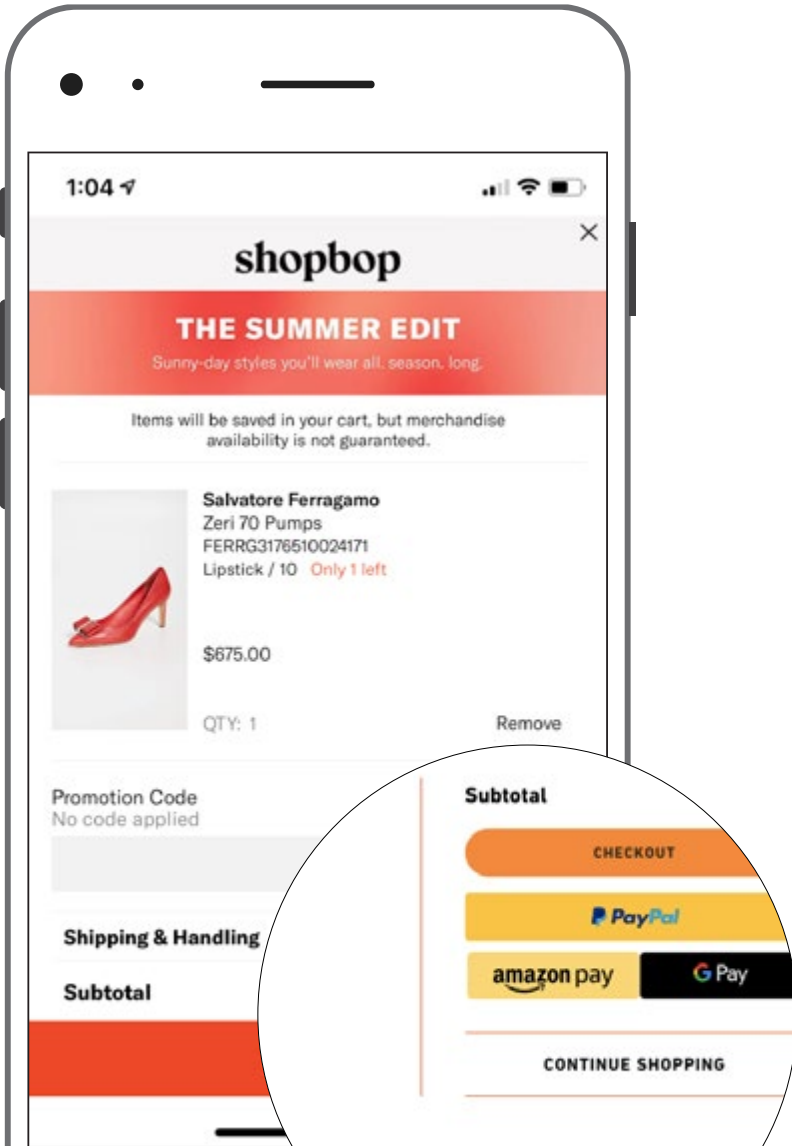 1:04
shopbop
THE SUMMER EDIT
Sunny-day styles you'll wear all. season. long.
Items will be saved in your cart, but merchandise
availability is not guaranteed.
Salvatore Ferragamo
Zeri 70 Pumps
FERRG3176510024171
Lipstick / 10 Only 1 left
$675.00
QTY: 1
Remove
Promotion Code
No code applied
Shipping & Handling
Subtotal
Subtotal
CHECKOUT
PayPal
amazon pay
G Pay
CONTINUE SHOPPING